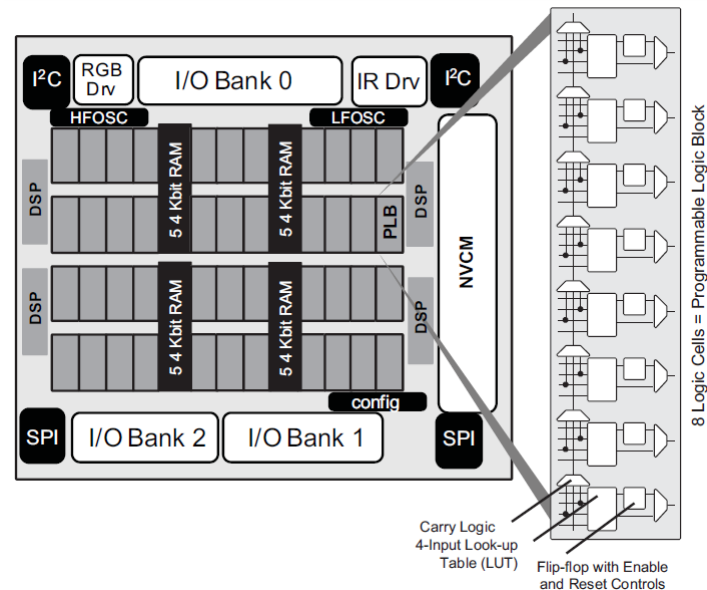 I²C
RGB
Drv
I/O Bank 0
IR Drv
I²C
HFOSC
LFOSC
DSP
5 4 Kbit RAM
5 4 Kbit RAM
PLB
DSP
NVCM
DSP
5 4 Kbit RAM
5 4 Kbit RAM
DSP
config
SPI
I/O Bank 2
I/O Bank 1
SPI
8 Logic Cells = Programmable Logic Block
Carry Logic
4-Input Look-up
Table (LUT)
Flip-flop with Enable
and Reset Controls